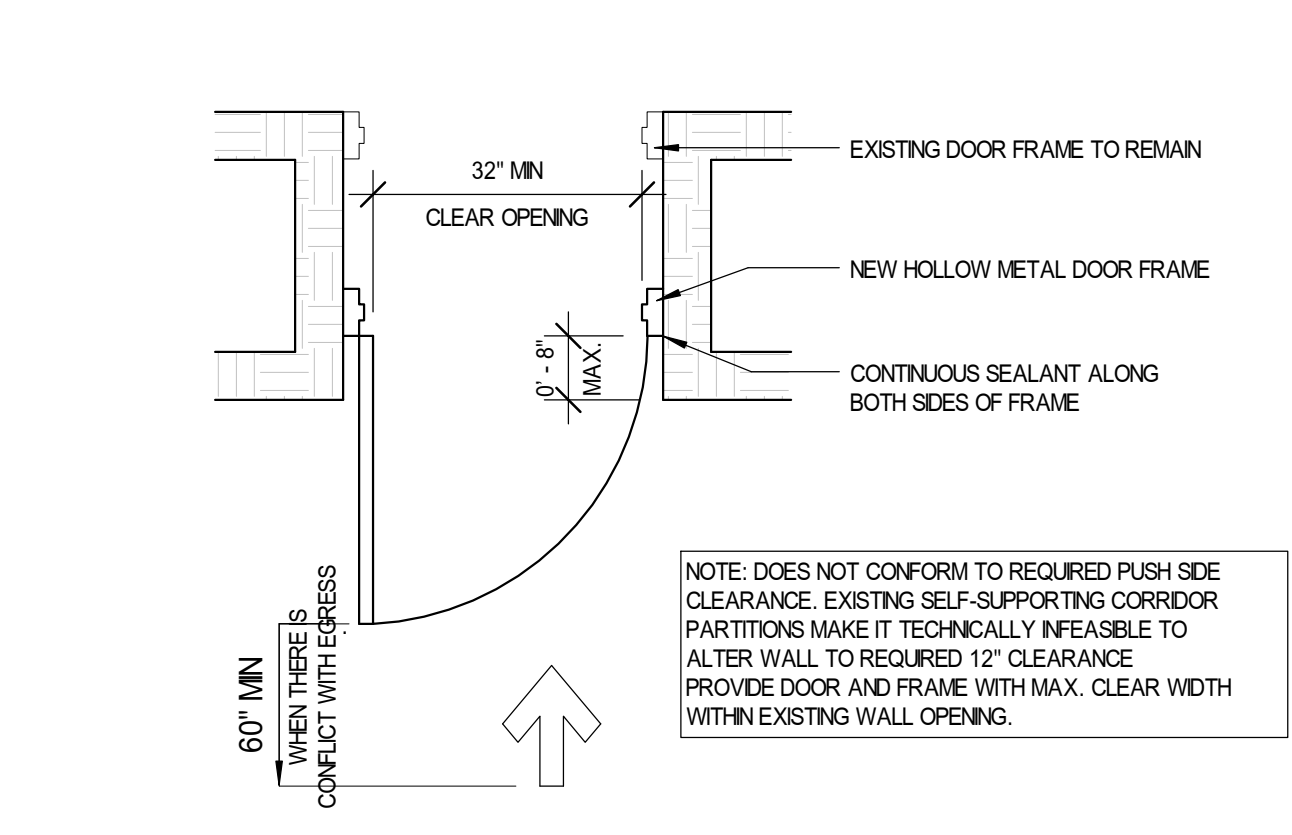 EXISTING DOOR FRAME TO REMAIN
32" MIN
CLEAR OPENING
NEW HOLLOW METAL DOOR FRAME
0' - 8"
MAX.
CONTINUOUS SEALANT ALONG
BOTH SIDES OF FRAME
NOTE: DOES NOT CONFORM TO REQUIRED PUSH SIDE
CLEARANCE. EXISTING SELF-SUPPORTING CORRIDOR
PARTITIONS MAKE IT TECHNICALLY INFEASIBLE TO
ALTER WALL TO REQUIRED 12" CLEARANCE
PROVIDE DOOR AND FRAME WITH MAX. CLEAR WIDTH
WITHIN EXISTING WALL OPENING.
60" MIN
WHEN THERE IS
CONFLICT WITH EGRESS